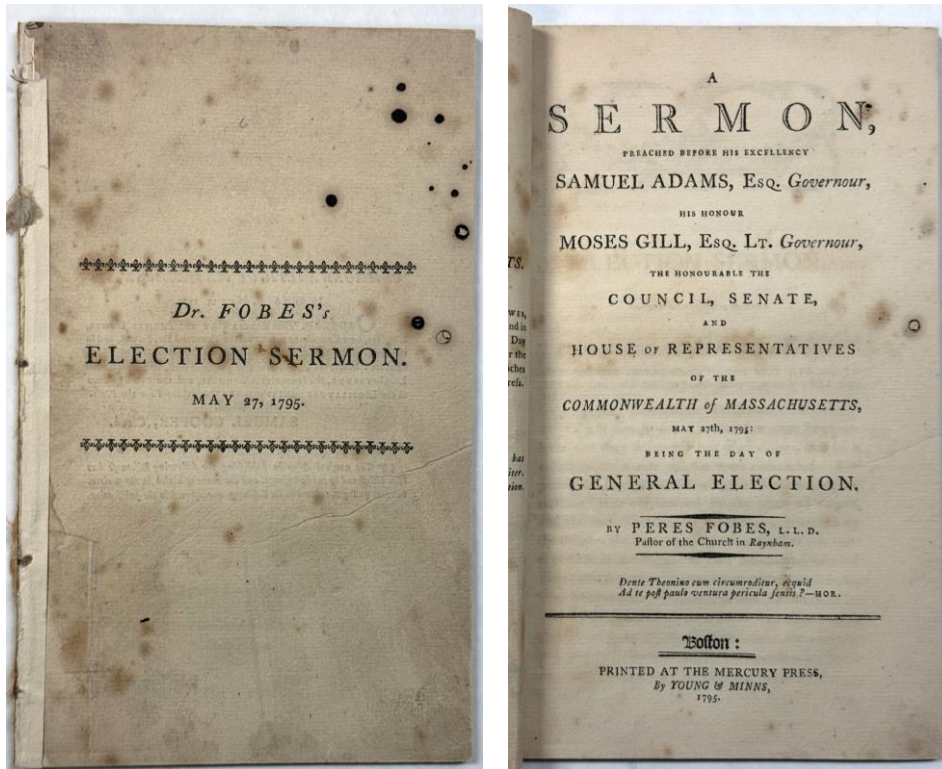 Dr. FOBES's
ELECTION SERMON.
MAY 27, 1795.
A
SERMON,
PREACHED BEFORE HIS EXCELLENCY
SAMUEL ADAMS, Esq. Governour,
HIS HONOUR
MOSES GILL, Esq. Lt. Governour,
THE HONOURABLE THE
COUNCIL, SENATE,
AND
HOUSE of REPRESENTATIVES
OF THE
COMMONWEALTH of MASSACHUSETTS,
MAY 27th, 1795:
BEING THE DAY OF
GENERAL ELECTION.
BY PERES FOBES, L.L.D.
Paſtor of the Church in Raynham.
Dente Theonino cum circumroditur, ecquid
Ad te poſt paulo ventura pericula ſentis?—HOR.
Boſton:
PRINTED AT THE MERCURY PRESS,
By YOUNG & MINNS,
1795.